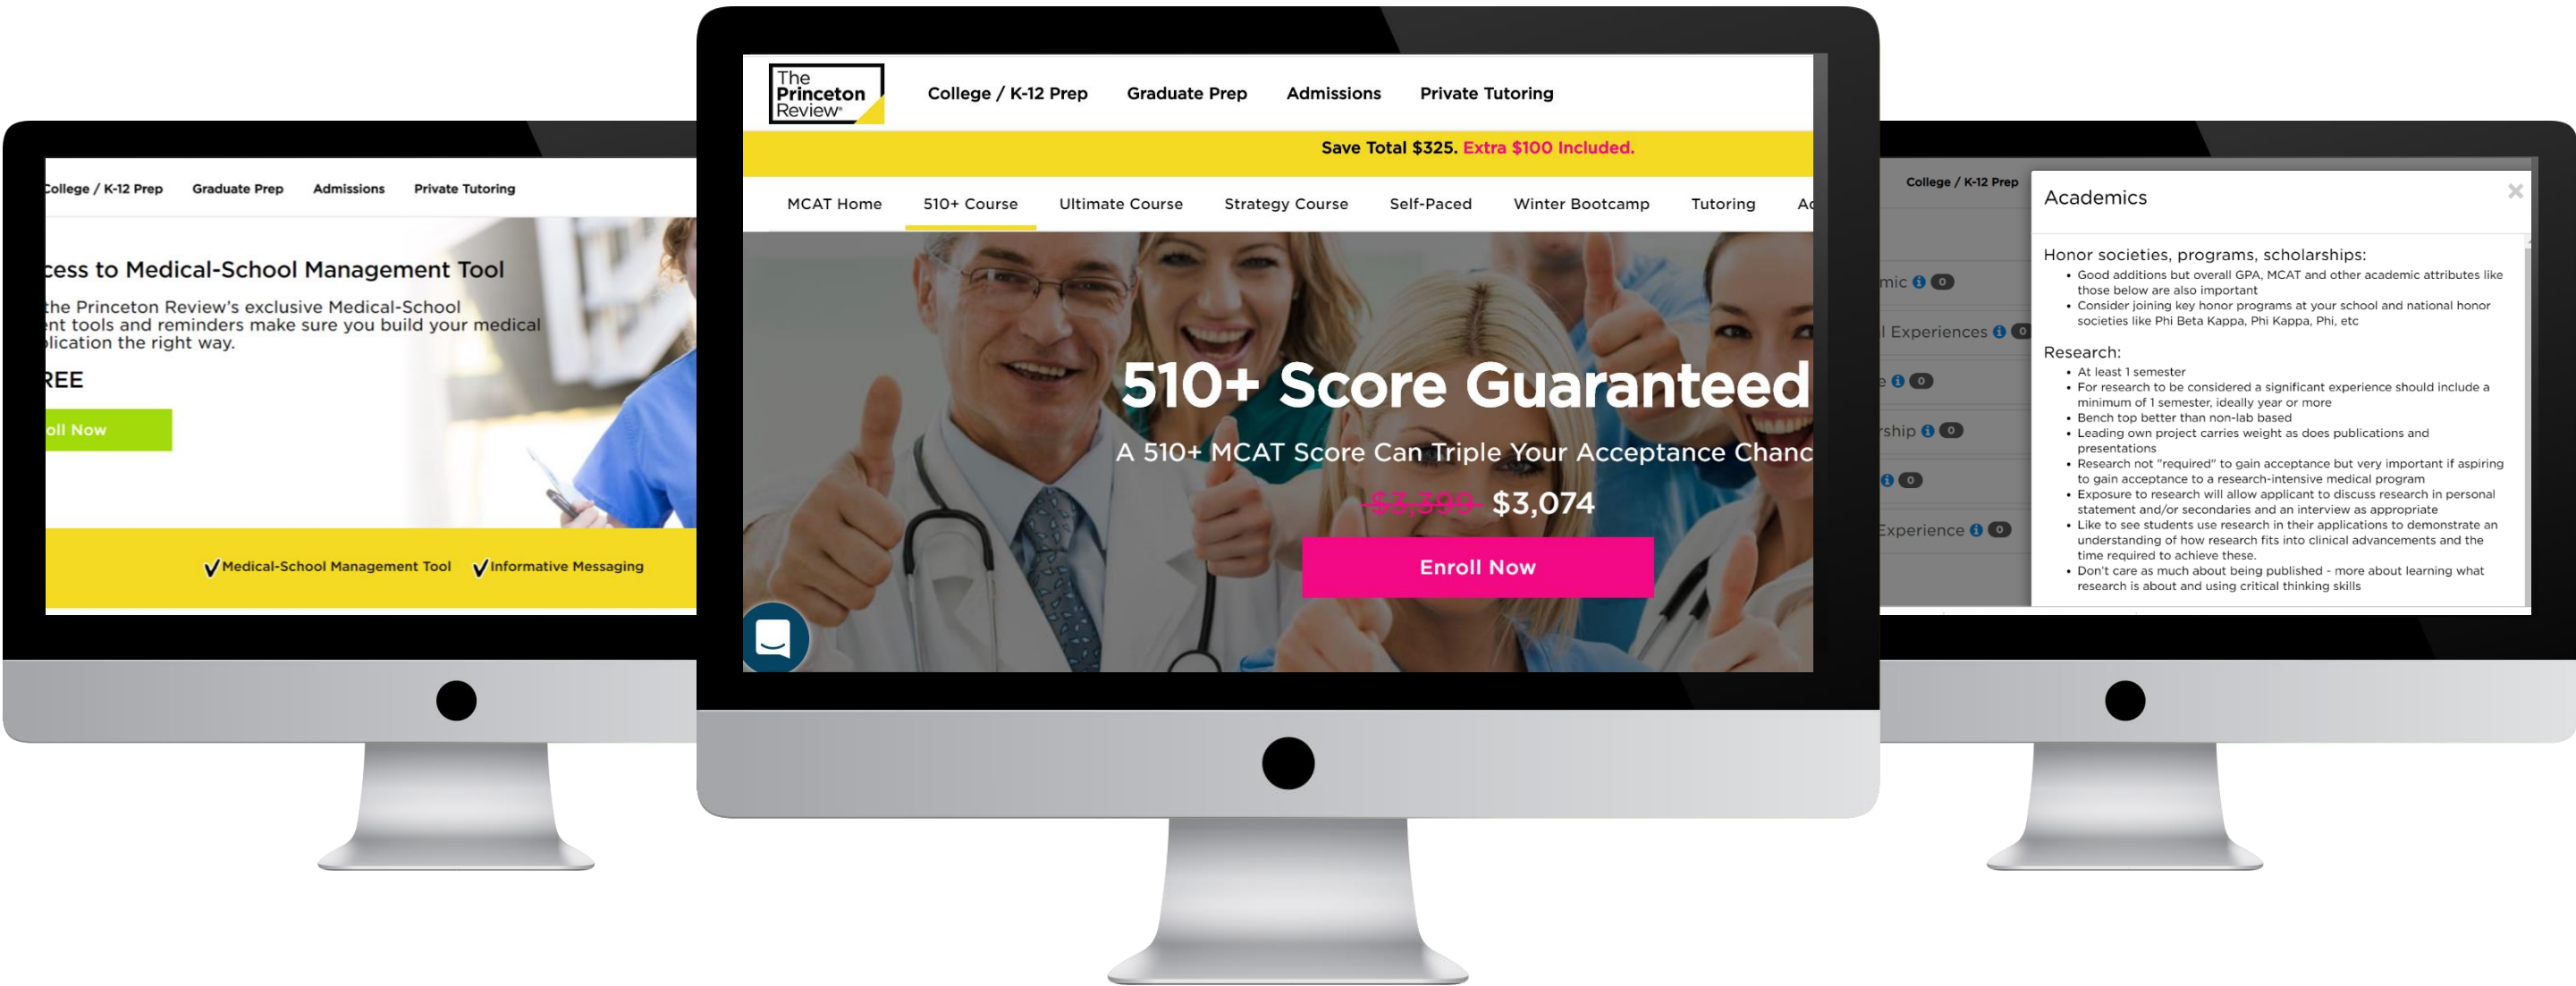 College / K-12 Prep Graduate Prep Admissions Private Tutoring
cess to Medical-School Management Tool
the Princeton Review's exclusive Medical-School
nt tools and reminders make sure you build your medical
lication the right way.
REE
oll Now
Medical-School Management Tool Informative Messaging
The
Princeton
Review®
College / K-12 Prep Graduate Prep Admissions Private Tutoring
Save Total $325. Extra $100 Included.
MCAT Home 510+ Course Ultimate Course Strategy Course Self-Paced Winter Bootcamp Tutoring Ac
510+ Score Guaranteed
A 510+ MCAT Score Can Triple Your Acceptance Chanc
$3,399 $3,074
Enroll Now
College / K-12 Prep
mic i 0
l Experiences i 0
e i 0
rship i 0
i 0
Experience i 0
Academics
Honor societies, programs, scholarships:
• Good additions but overall GPA, MCAT and other academic attributes like
those below are also important
• Consider joining key honor programs at your school and national honor
societies like Phi Beta Kappa, Phi Kappa, Phi, etc
Research:
• At least 1 semester
• For research to be considered a significant experience should include a
minimum of 1 semester, ideally year or more
• Bench top better than non-lab based
• Leading own project carries weight as does publications and
presentations
• Research not "required" to gain acceptance but very important if aspiring
to gain acceptance to a research-intensive medical program
• Exposure to research will allow applicant to discuss research in personal
statement and/or secondaries and an interview as appropriate
• Like to see students use research in their applications to demonstrate an
understanding of how research fits into clinical advancements and the
time required to achieve these.
• Don't care as much about being published - more about learning what
research is about and using critical thinking skills